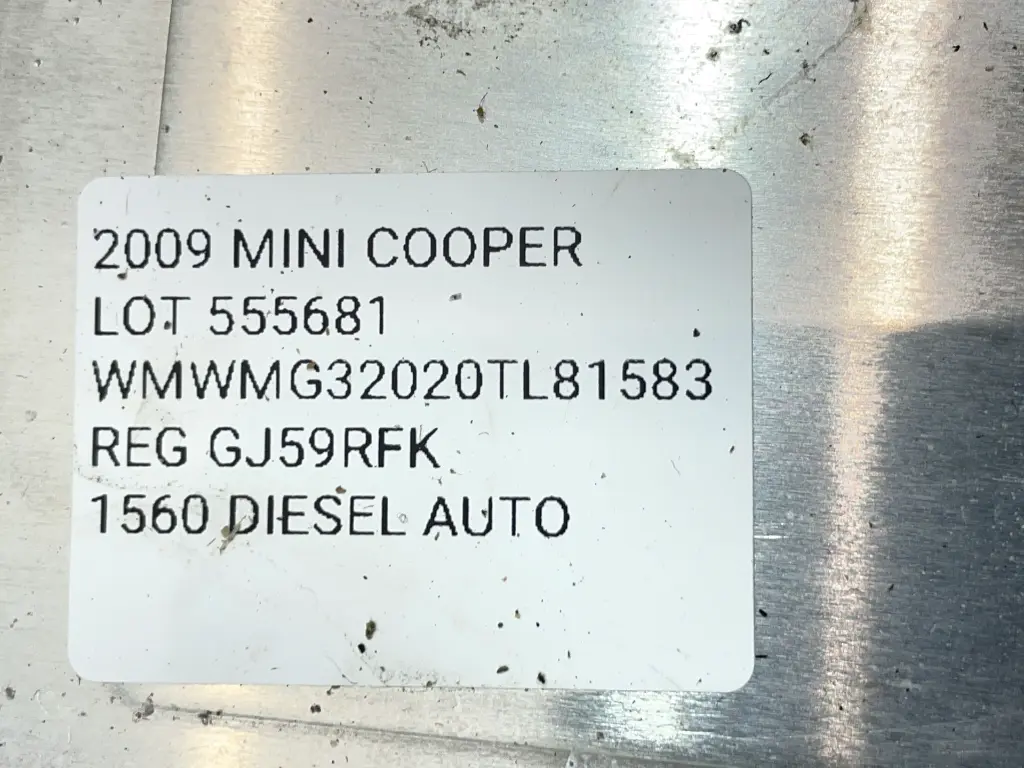 2009 MINI COOPER
LOT 555681
WMWMG32020TL81583
REG GJ59RFK
1560 DIESEL AUTO